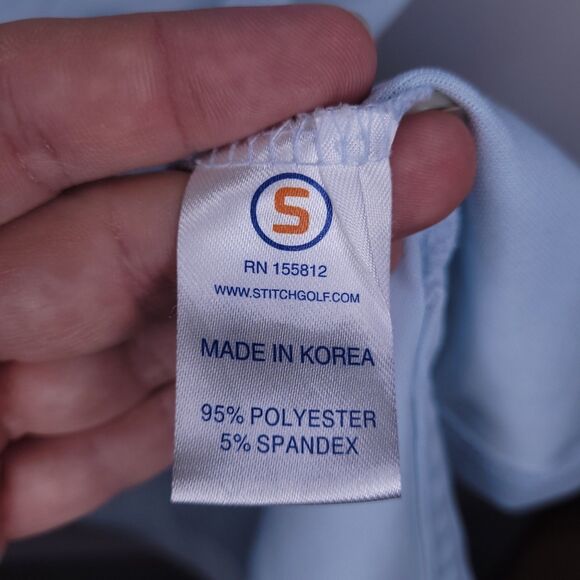 S
RN 155812
WWW.STITCHGOLF.COM
MADE IN KOREA
95% POLYESTER
5% SPANDEX